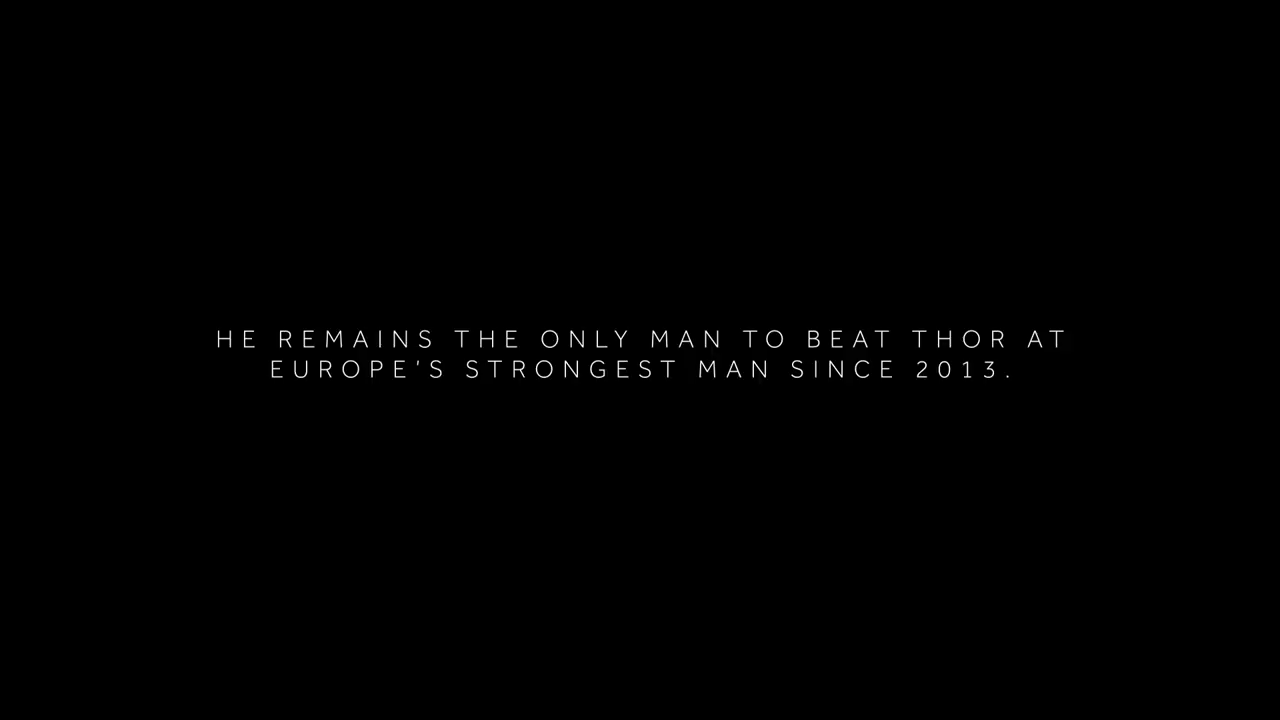 HE REMAINS THE ONLY MAN TO BEAT THOR AT
EUROPE'S STRONGEST MAN SINCE 2013.